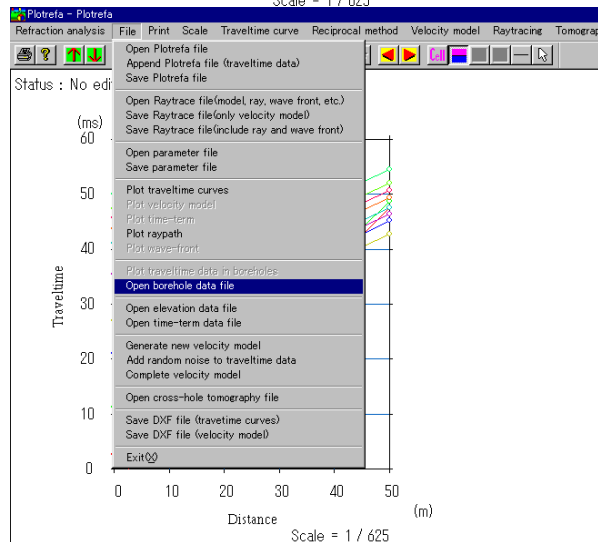 Scale = 1 / 625
Plotrefa - Plotrefa
Refraction analysis File Print Scale Traveltime curve Reciprocal method Velocity model Raytracing Tomograp
? Cell
Status : No edi
Open Plotrefa file
Append Plotrefa file (traveltime data)
Save Plotrefa file
Open Raytrace file(model, ray, wave front, etc.)
Save Raytrace file(only velocity model)
Save Raytrace file(include ray and wave front)
Open parameter file
Save parameter file
Plot traveltime curves
Plot velocity model
Plot time-term
Plot raypath
Plot wave-front
Plot traveltime data in boreholes
Open borehole data file
Open elevation data file
Open time-term data file
Generate new velocity model
Add random noise to traveltime data
Complete velocity model
Open cross-hole tomography file
Save DXF file (travetime curves)
Save DXF file (velocity model)
Exit(X)
(ms)
60
50
40
30
20
10
0
Traveltime
0 10 20 30 40 50
(m)
Distance
Scale = 1 / 625